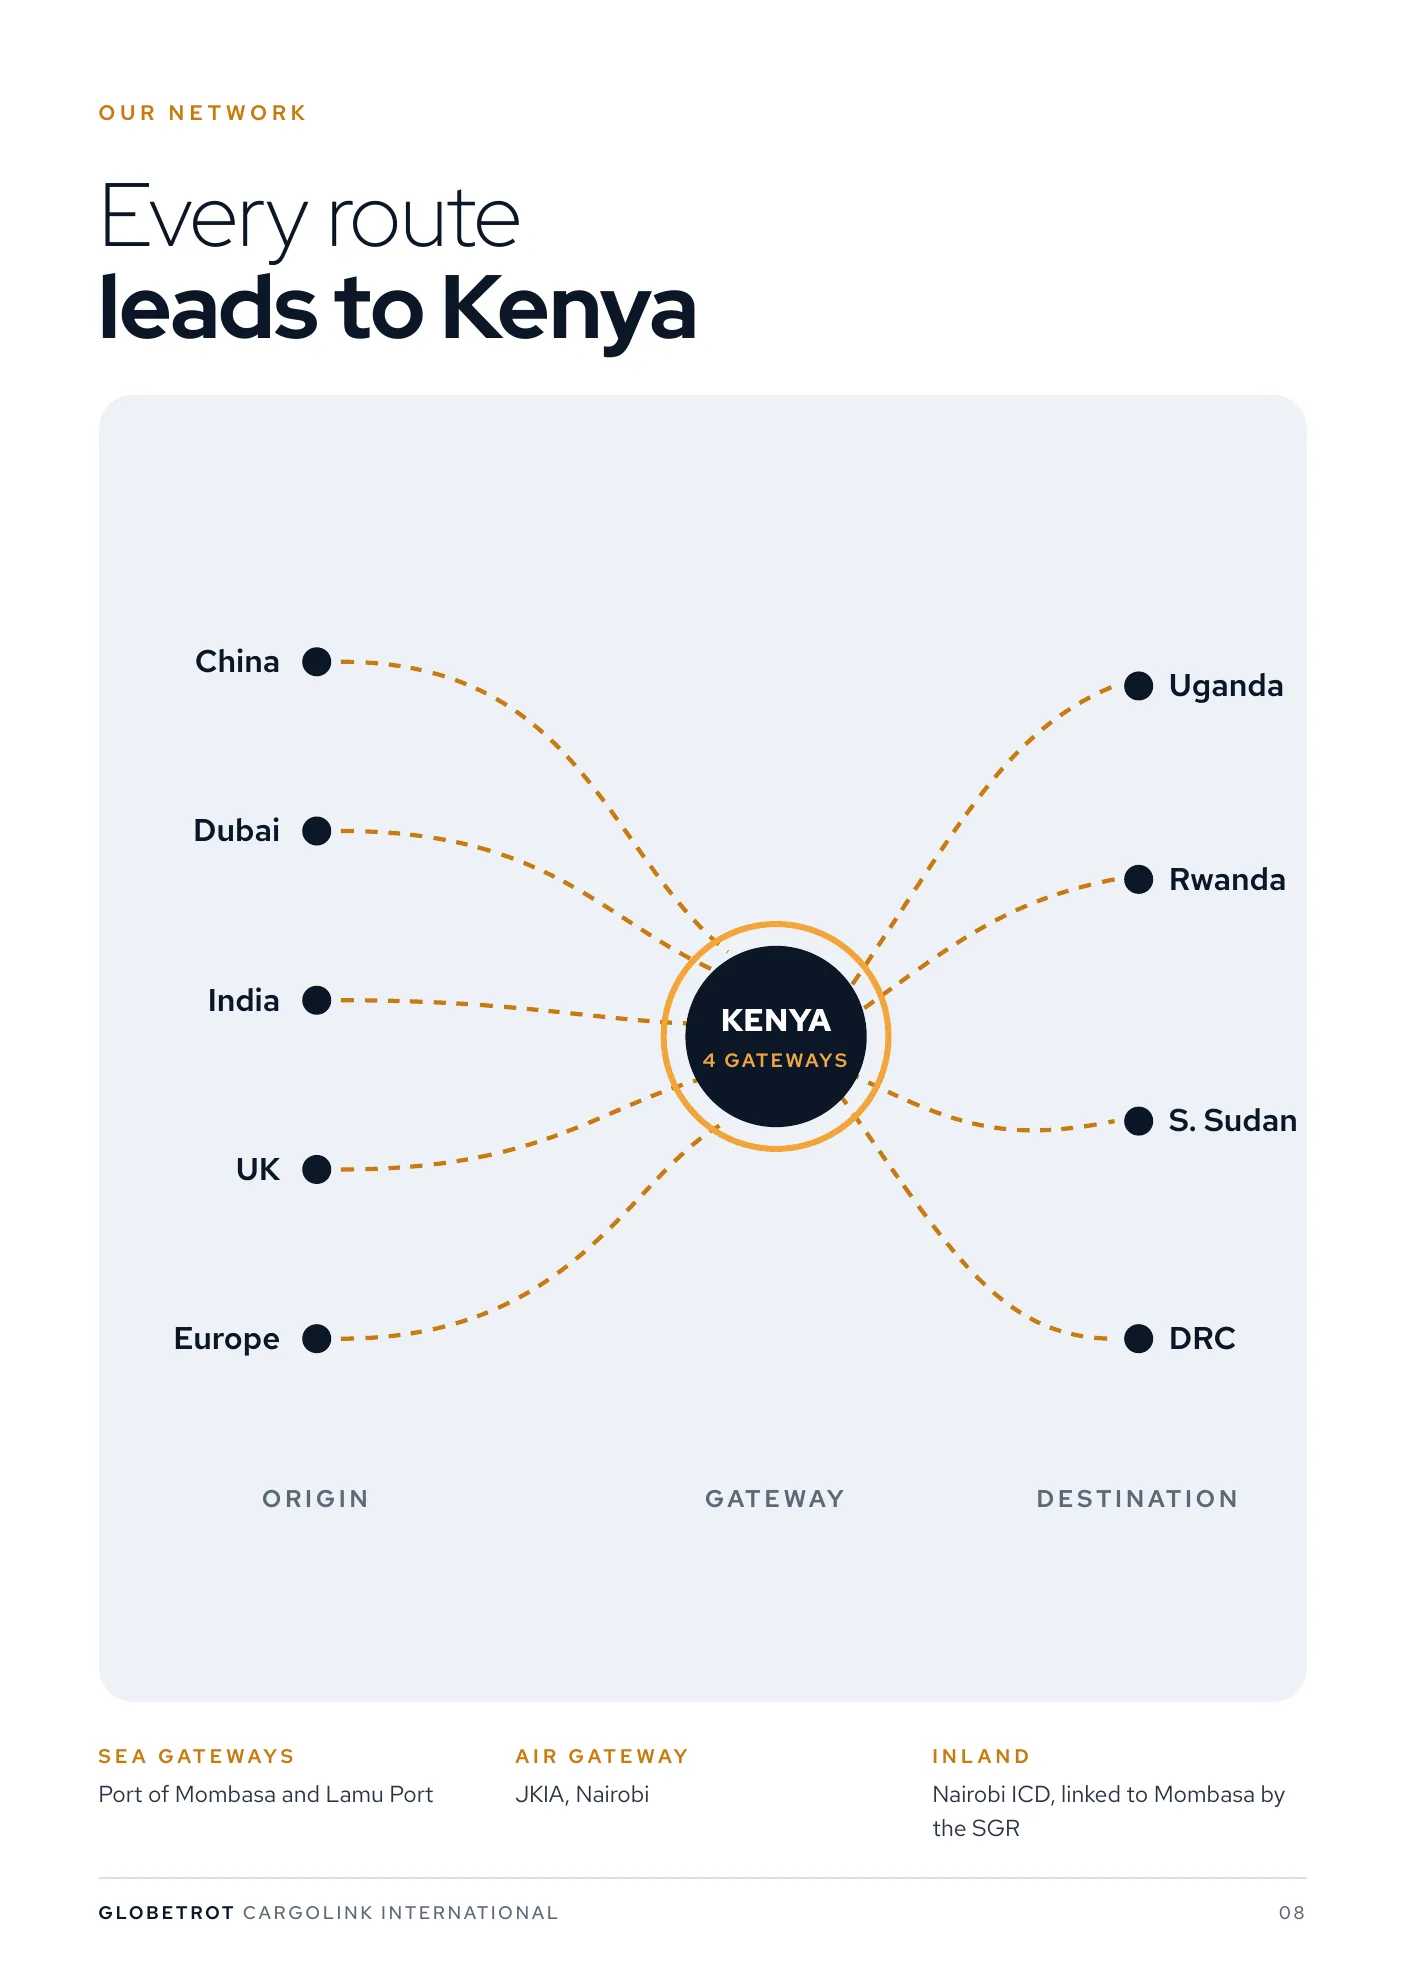 OUR NETWORK
Every route
leads to Kenya
China
Dubai
India
UK
Europe
KENYA
4 GATEWAYS
Uganda
Rwanda
S. Sudan
DRC
ORIGIN
GATEWAY
DESTINATION
SEA GATEWAYS
Port of Mombasa and Lamu Port
AIR GATEWAY
JKIA, Nairobi
INLAND
Nairobi ICD, linked to Mombasa by
the SGR
GLOBETROT CARGOLINK INTERNATIONAL
08